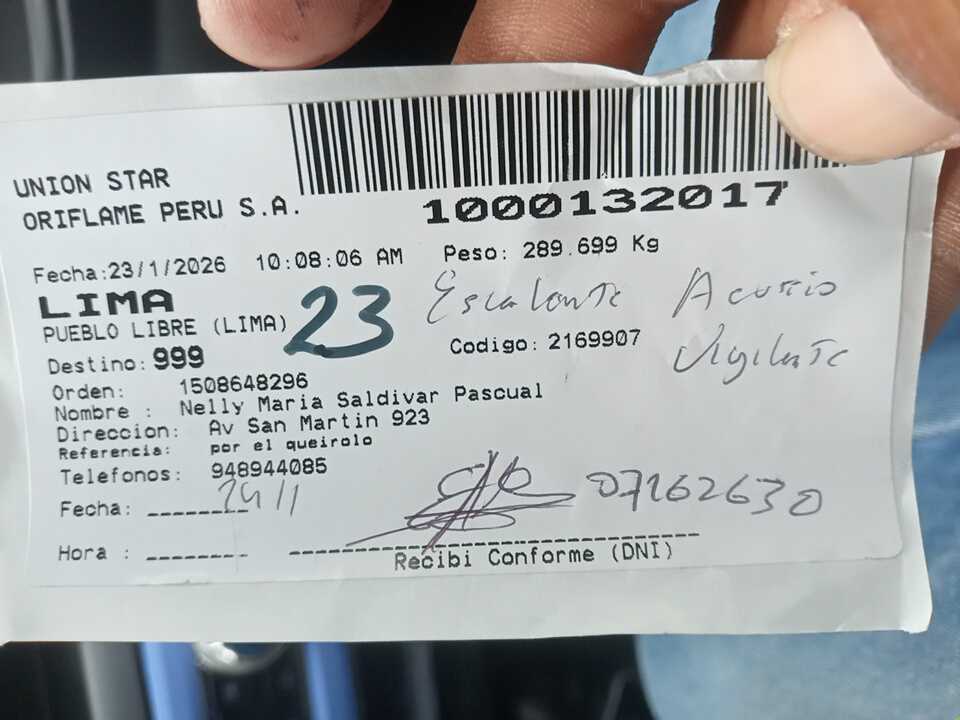 UNION STAR
ORIFLAME PERU S.A.
1000132017
Fecha:23/1/2026 10:08:06 AM Peso: 289.699 Kg
LIMA
PUEBLO LIBRE (LIMA)
23
Escalante Acurio
Vigilante
Destino: 999 Codigo: 2169907
Orden: 1508648296
Nombre : Nelly Maria Saldivar Pascual
Direccion: Av San Martin 923
Referencia: por el queirolo
Telefonos: 948944085
Fecha: 24/1
07162630
Hora :
Recibi Conforme (DNI)